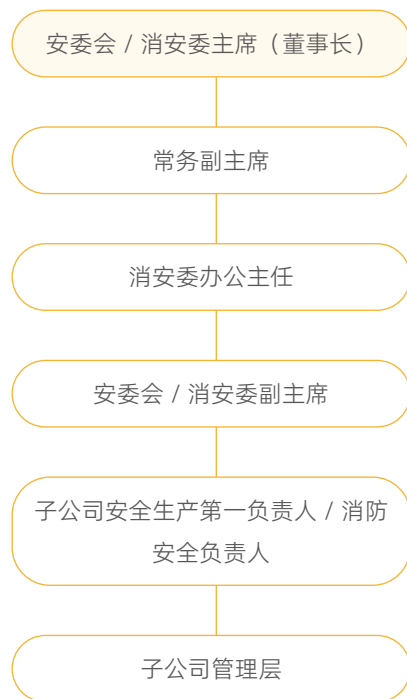 安委会 / 消安委主席（董事长）
常务副主席
消安委办公主任
安委会 / 消安委副主席
子公司安全生产第一负责人 / 消防
安全负责人
子公司管理层